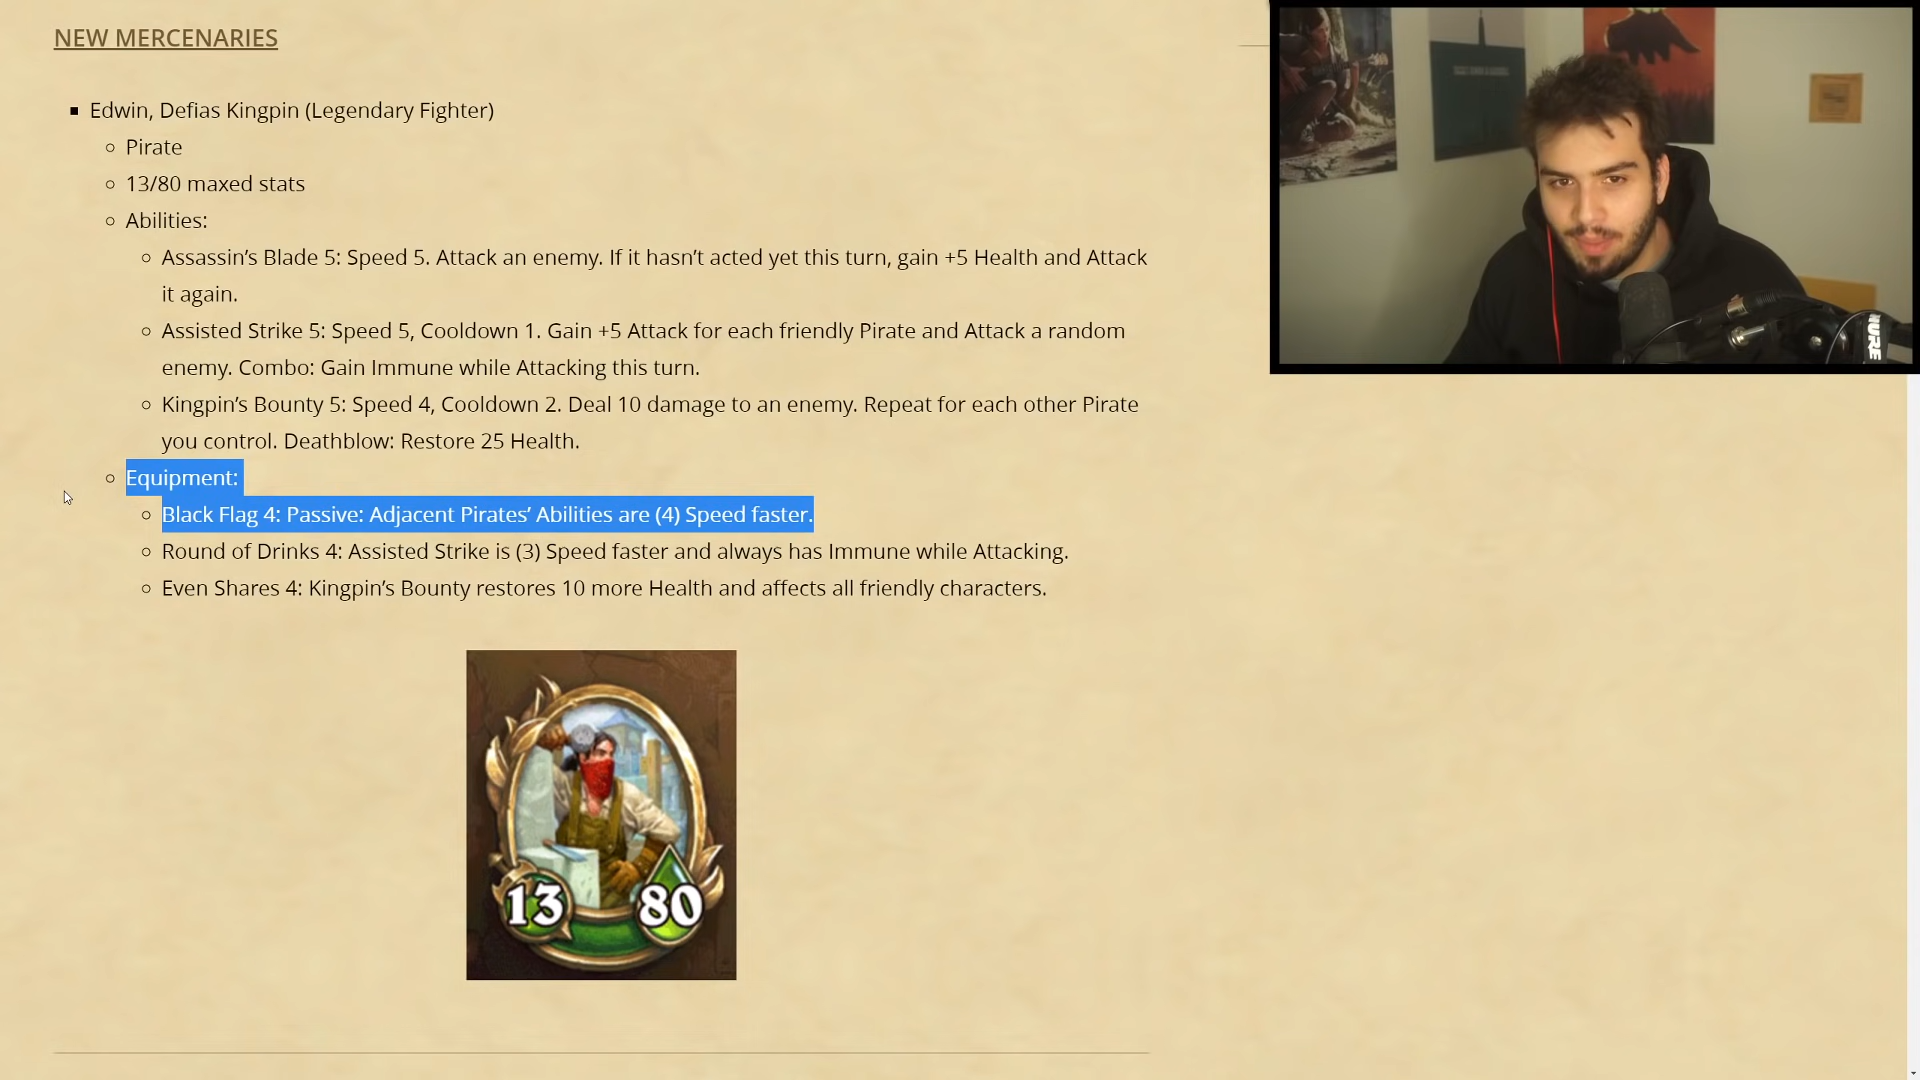 NEW MERCENARIES
Edwin, Defias Kingpin (Legendary Fighter)
Pirate
13/80 maxed stats
Abilities:
Assassin’s Blade 5: Speed 5. Attack an enemy. If it hasn’t acted yet this turn, gain +5 Health and Attack
it again.
Assisted Strike 5: Speed 5, Cooldown 1. Gain +5 Attack for each friendly Pirate and Attack a random
enemy. Combo: Gain Immune while Attacking this turn.
Kingpin’s Bounty 5: Speed 4, Cooldown 2. Deal 10 damage to an enemy. Repeat for each other Pirate
you control. Deathblow: Restore 25 Health.
Equipment:
Black Flag 4: Passive: Adjacent Pirates’ Abilities are (4) Speed faster.
Round of Drinks 4: Assisted Strike is (3) Speed faster and always has Immune while Attacking.
Even Shares 4: Kingpin’s Bounty restores 10 more Health and affects all friendly characters.
13
80